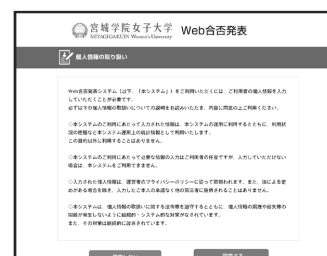 宮城学院女子大学 Web合否発表
MIYAGI GAKUIN Women's University
個人情報の取り扱い
Web合否発表システム（以下、「本システム」）をご利用いただくには、ご利用者の個人情報を入力
していただくことが必要です。
必ず以下の個人情報の取扱いについての説明をお読みいただき、内容に同意の上ご利用ください。
○本システムのご利用にあたって入力された情報は、本システムの運用に利用するとともに、利用状
況の把握など本システム運用上の統計情報として利用いたします。
この目的以外に利用することはありません。
○本システムのご利用にあたって必要な情報の入力はご利用者の任意ですが、入力していただけない
場合は、本システムをご利用できません。
○入力された個人情報は、運営者のプライバシーポリシーに従って取扱われます。また、法による定
めがある場合を除き、入力したご本人の承諾なく他の第三者に提供されることはありません。
○本システムは、個人情報の取扱いに関する法令等を遵守するとともに、個人情報の漏洩や紛失等の
問題が発生しないように組織的・システム的な対策がなされています。
また、その対策は継続的に改善されています。